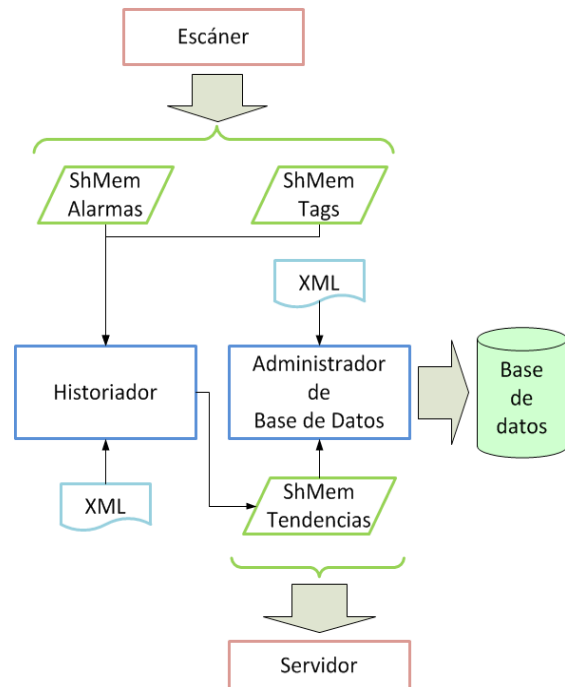 Escáner
ShMem
Alarmas
ShMem
Tags
XML
Historiador
Administrador
de
Base de Datos
Base
de
datos
XML
ShMem
Tendencias
Servidor